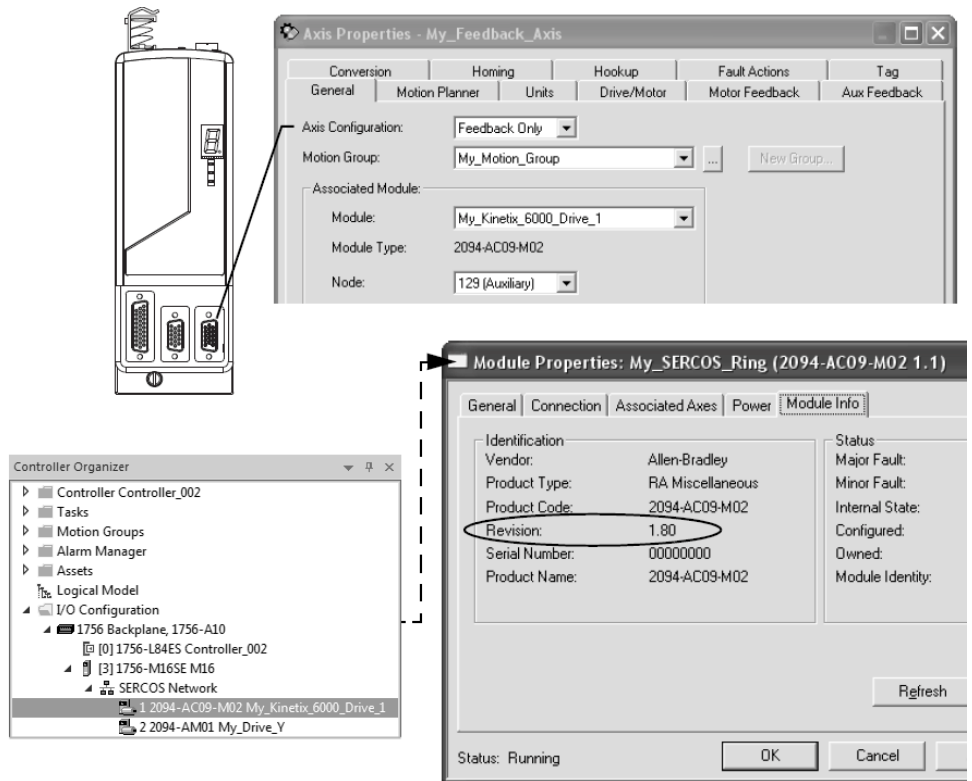 Axis Properties - My_Feedback_Axis
Conversion Homing Hookup Fault Actions Tag
General Motion Planner Units Drive/Motor Motor Feedback Aux Feedback
Axis Configuration: Feedback Only
Motion Group: My_Motion_Group ... New Group...
Associated Module:
Module: My_Kinetix_6000_Drive_1
Module Type: 2094-AC09-M02
Node: 129 (Auxiliary)
Module Properties: My_SERCOS_Ring (2094-AC09-M02 1.1)
General Connection Associated Axes Power Module Info
Identification
Vendor: Allen-Bradley
Product Type: RA Miscellaneous
Product Code: 2094-AC09-M02
Revision: 1.80
Serial Number: 00000000
Product Name: 2094-AC09-M02
Status
Major Fault:
Minor Fault:
Internal State:
Configured:
Owned:
Module Identity:
Refresh
Status: Running
OK Cancel
Controller Organizer
Controller Controller_002
Tasks
Motion Groups
Alarm Manager
Assets
Logical Model
I/O Configuration
1756 Backplane, 1756-A10
[0] 1756-L84ES Controller_002
[3] 1756-M16SE M16
SERCOS Network
1 2094-AC09-M02 My_Kinetix_6000_Drive_1
2 2094-AM01 My_Drive_Y